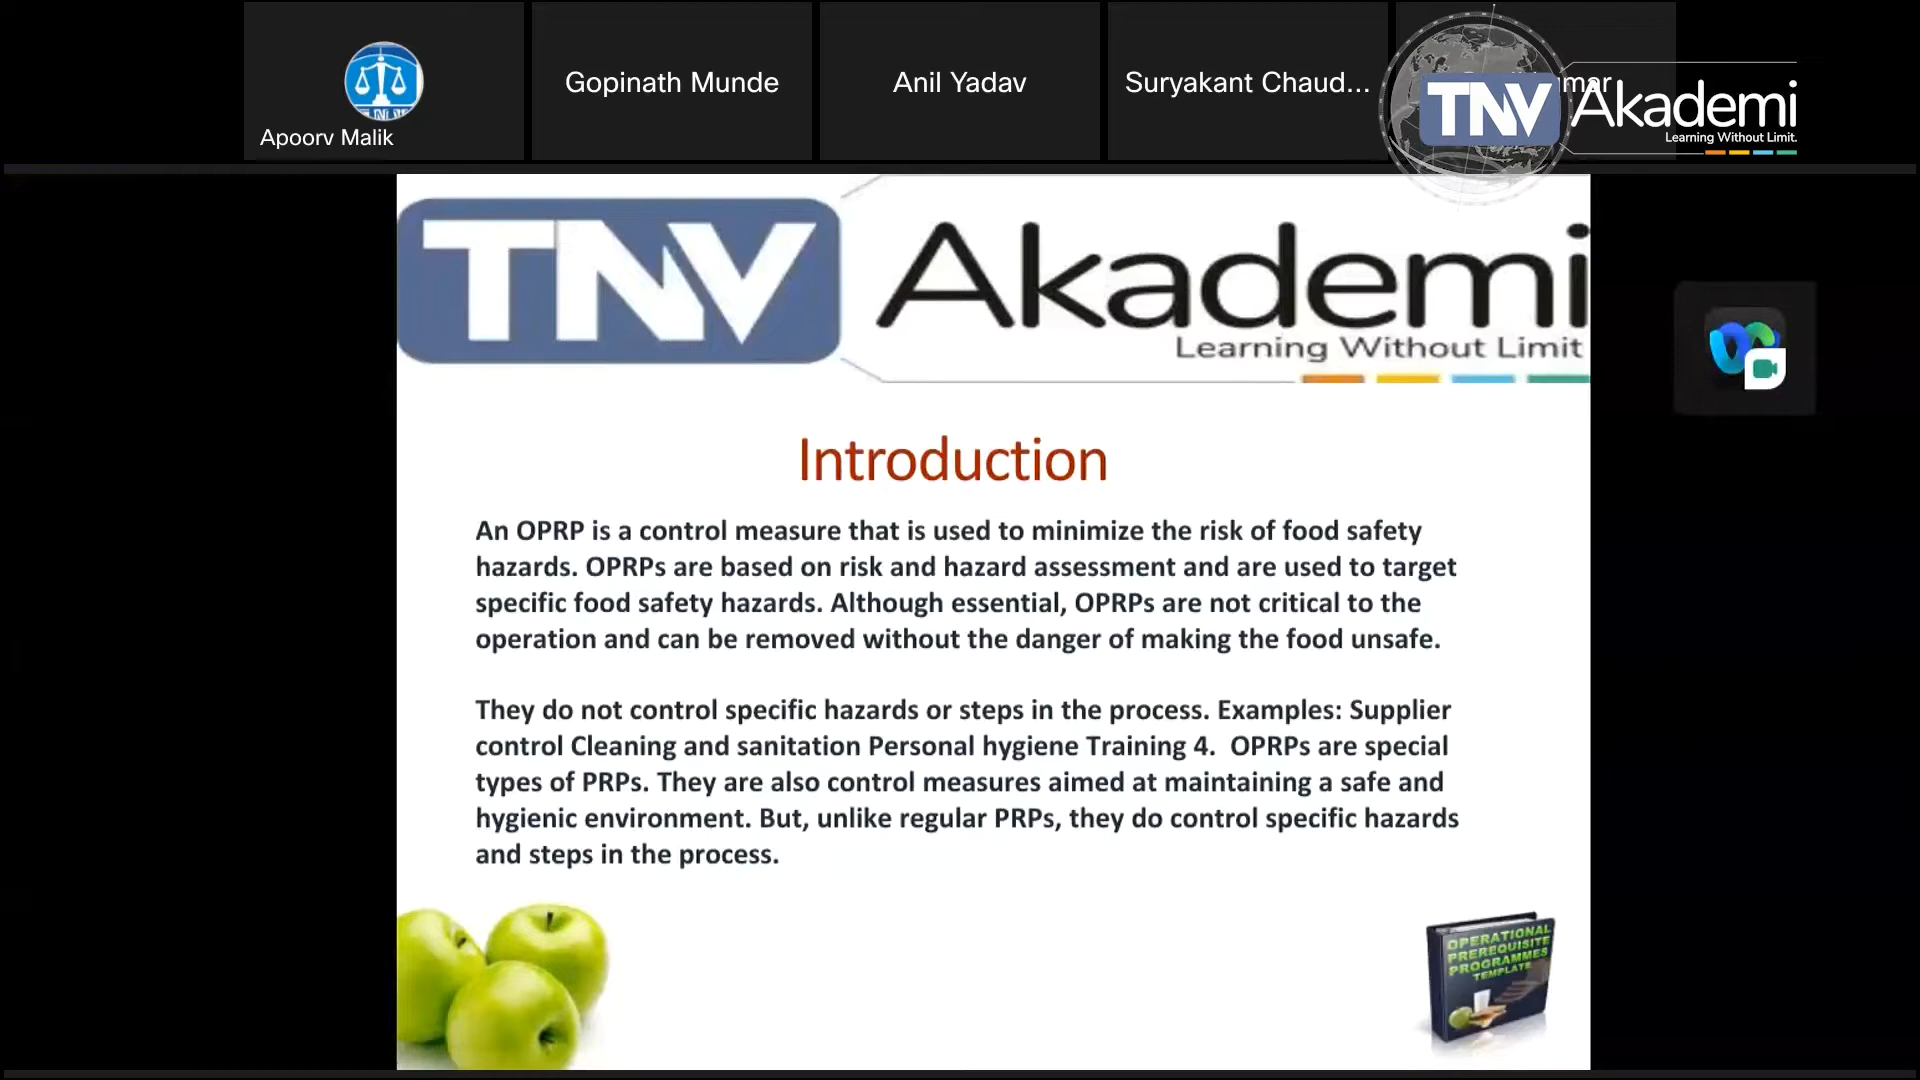 Apoorv Malik
Gopinath Munde
Anil Yadav
Suryakant Chaud...
mar
TNV Akademi
Learning Without Limit.
TNV Akademi
Learning Without Limit
Introduction
An OPRP is a control measure that is used to minimize the risk of food safety
hazards. OPRPs are based on risk and hazard assessment and are used to target
specific food safety hazards. Although essential, OPRPs are not critical to the
operation and can be removed without the danger of making the food unsafe.
They do not control specific hazards or steps in the process. Examples: Supplier
control Cleaning and sanitation Personal hygiene Training 4.  OPRPs are special
types of PRPs. They are also control measures aimed at maintaining a safe and
hygienic environment. But, unlike regular PRPs, they do control specific hazards
and steps in the process.
OPERATIONAL
PREREQUISITE
PROGRAMMES
TEMPLATE